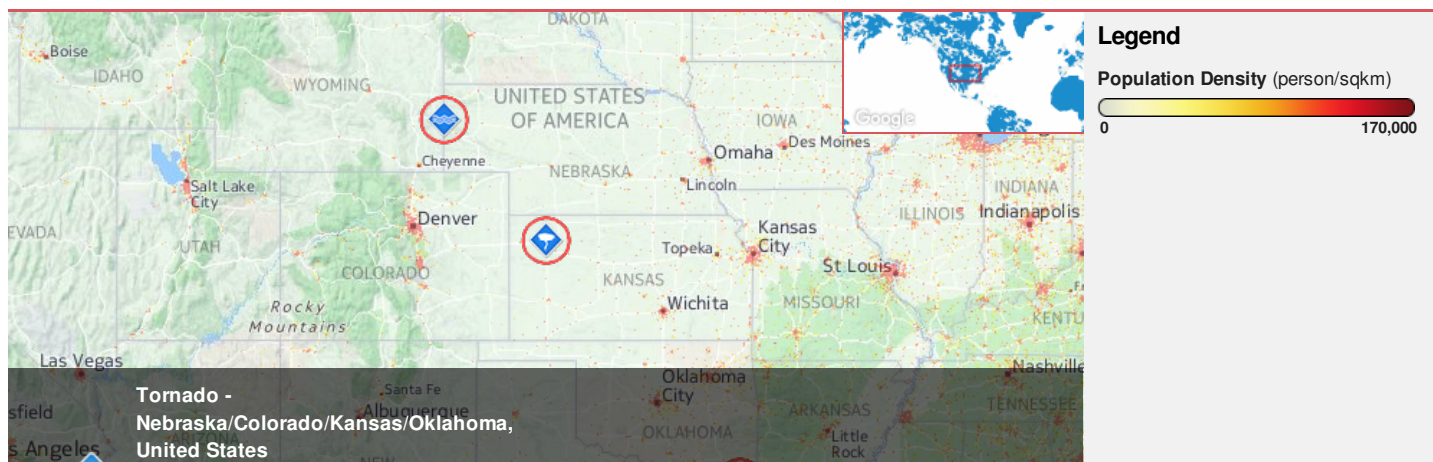 DAKOTA
Boise
IDAHO
WYOMING
UNITED STATES
OF AMERICA
IOWA
Google
Des Moines
Omaha
Cheyenne
NEBRASKA
Lincoln
Salt Lake
City
INDIANA
ILLINOIS
Indianapolis
Denver
EVADA
UTAH
Kansas
City
Topeka
St Louis
COLORADO
KANSAS
MISSOURI
Wichita
Rocky
Mountains
KENTU
Las Vegas
Nashville
Santa Fe
Oklahoma
City
sfield
Albuquerque
ARKANSAS
TENNESSEE
OKLAHOMA
Little
Rock
s Angeles
ARIZONA
NEW
Tornado -
Nebraska/Colorado/Kansas/Oklahoma,
United States
Legend
Population Density (person/sqkm)
0
170,000